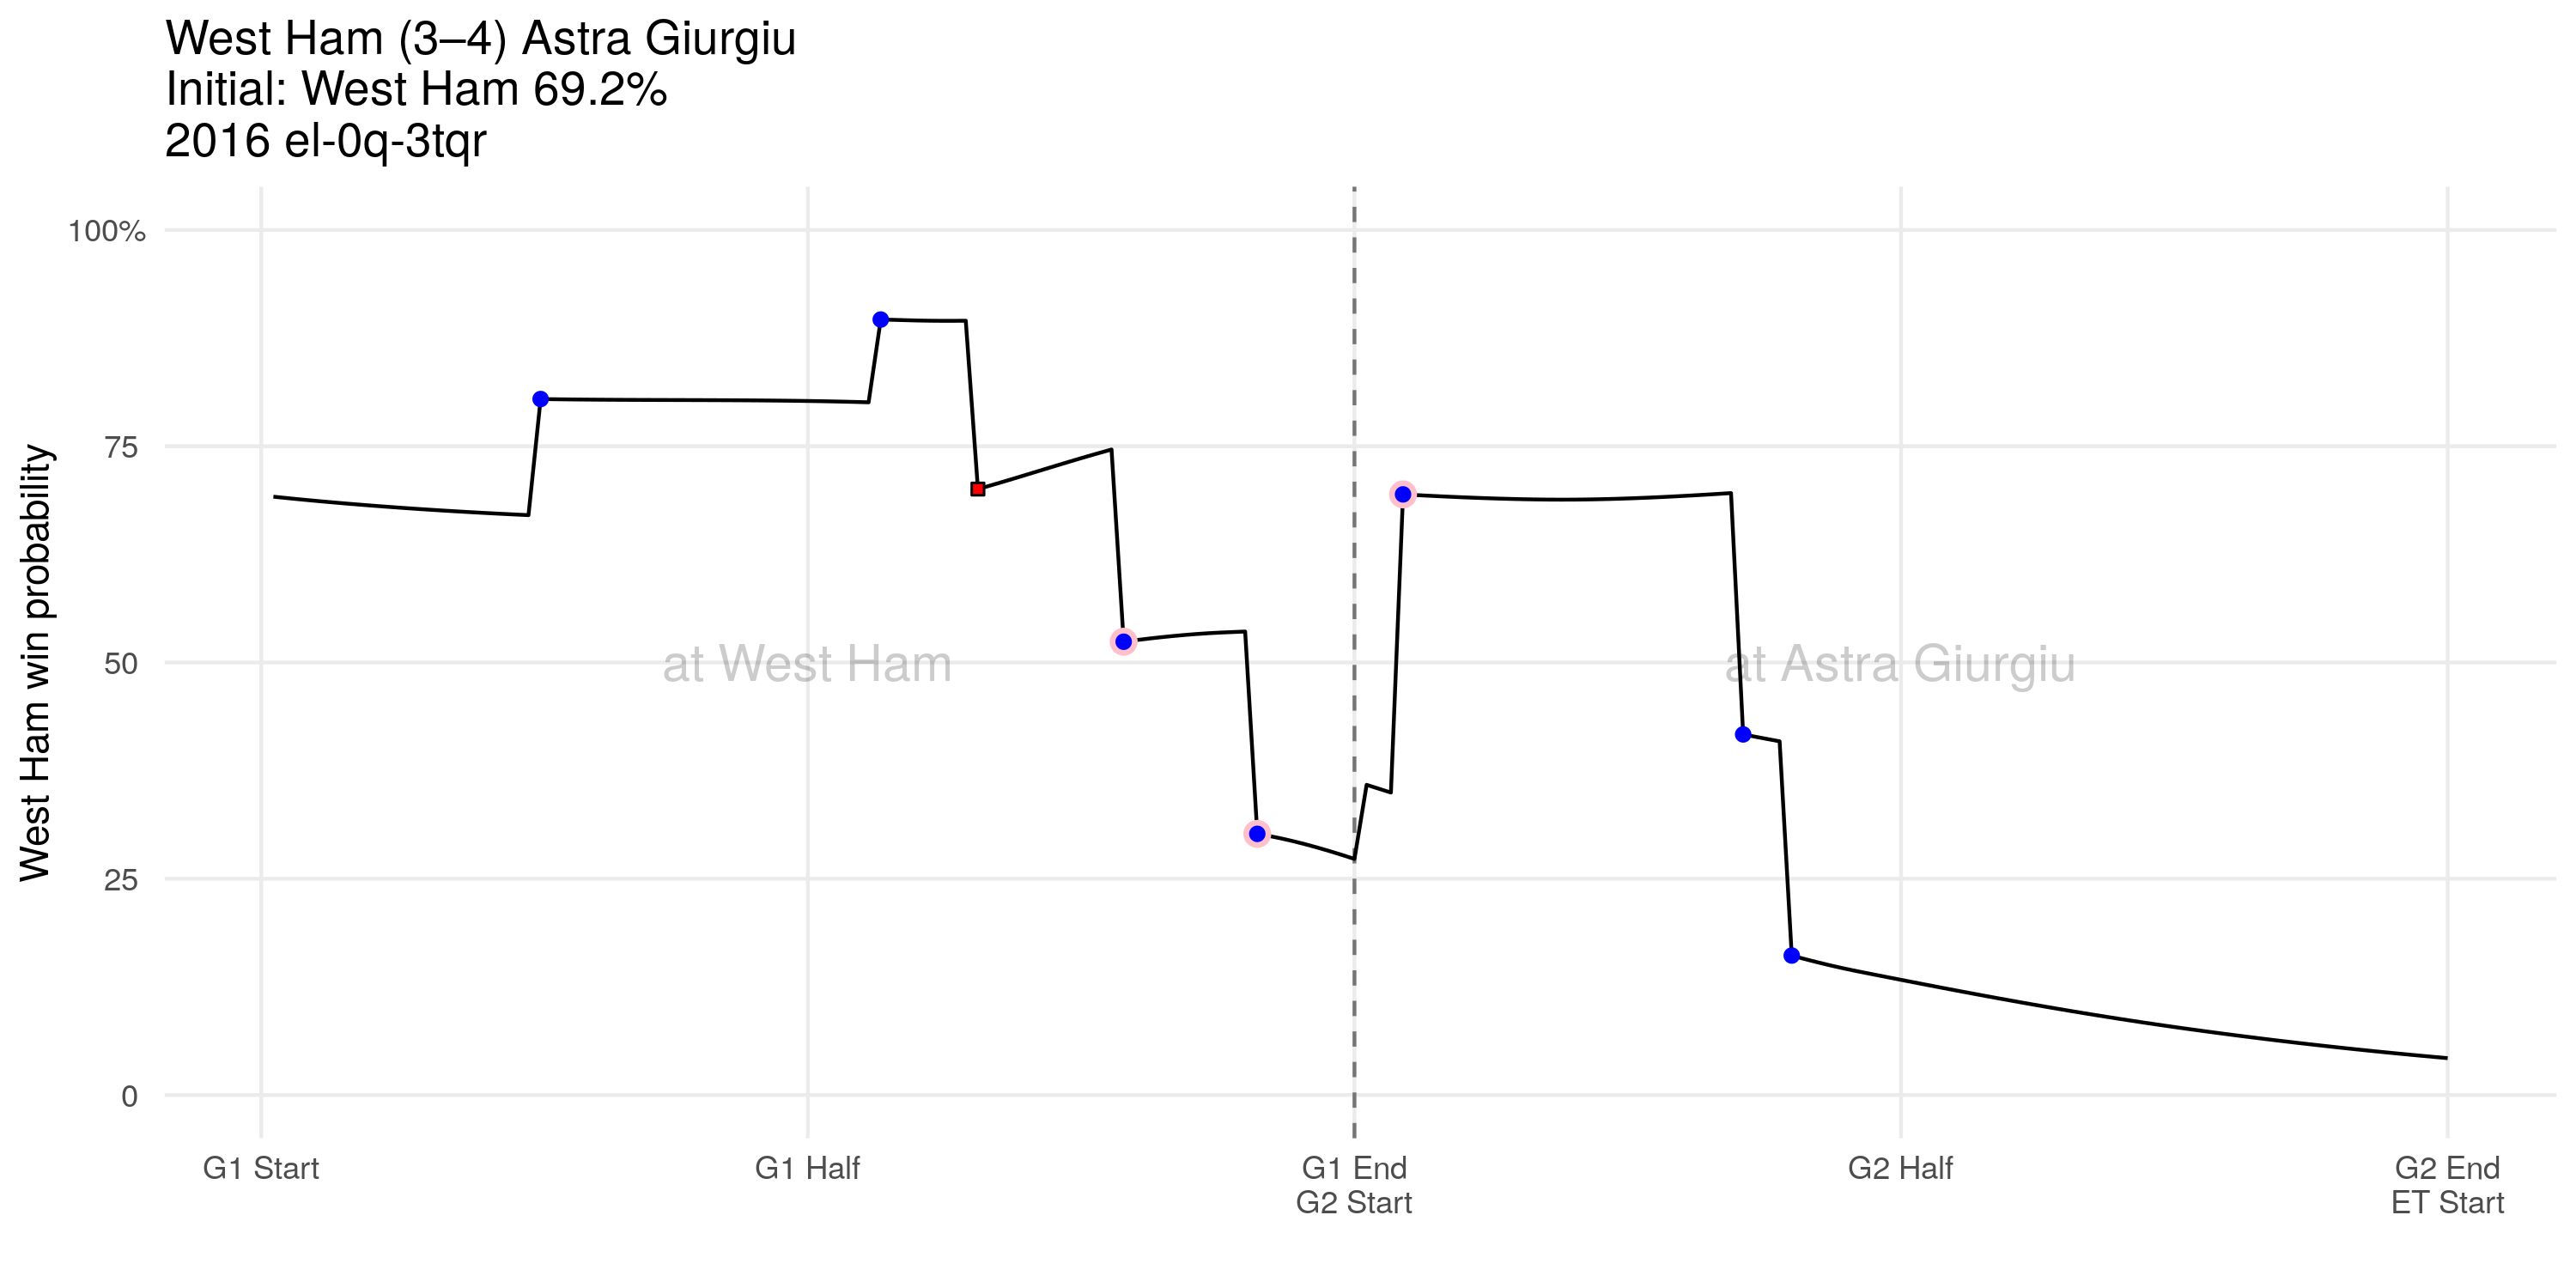 West Ham (3–4) Astra Giurgiu
Initial: West Ham 69.2%
2016 el-0q-3tqr
West Ham win probability
100%
75
50
25
0
at West Ham
at Astra Giurgiu
G1 Start
G1 Half
G1 End
G2 Start
G2 Half
G2 End
ET Start